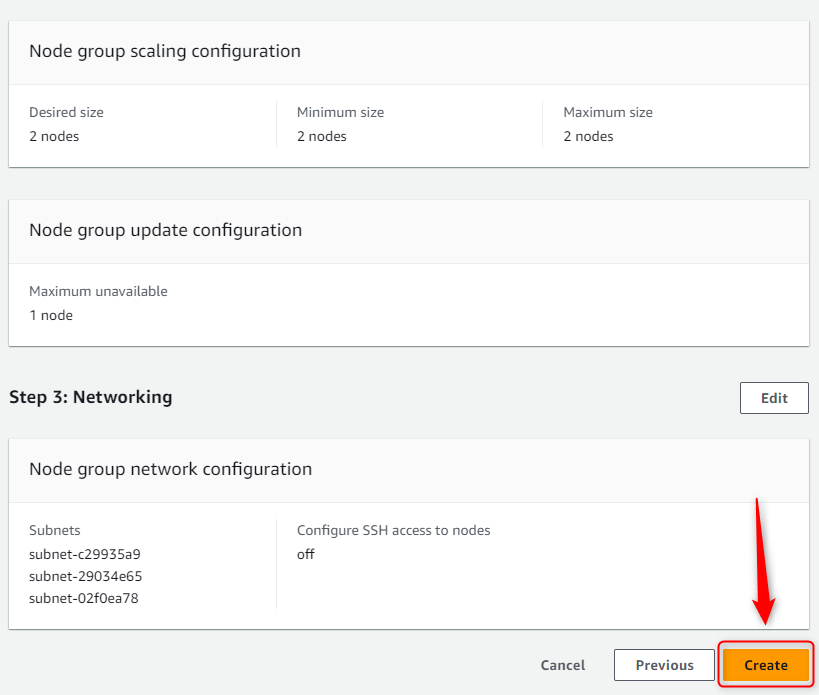 Node group scaling configuration
Desired size Minimum size Maximum size
2 nodes 2 nodes 2 nodes
Node group update configuration
Maximum unavailable
1 node
Step 3: Networking Edit
Node group network configuration
Subnets Configure SSH access to nodes
subnet-c29935a9 off
subnet-29034e65
subnet-02f0ea78
Cancel Previous Create